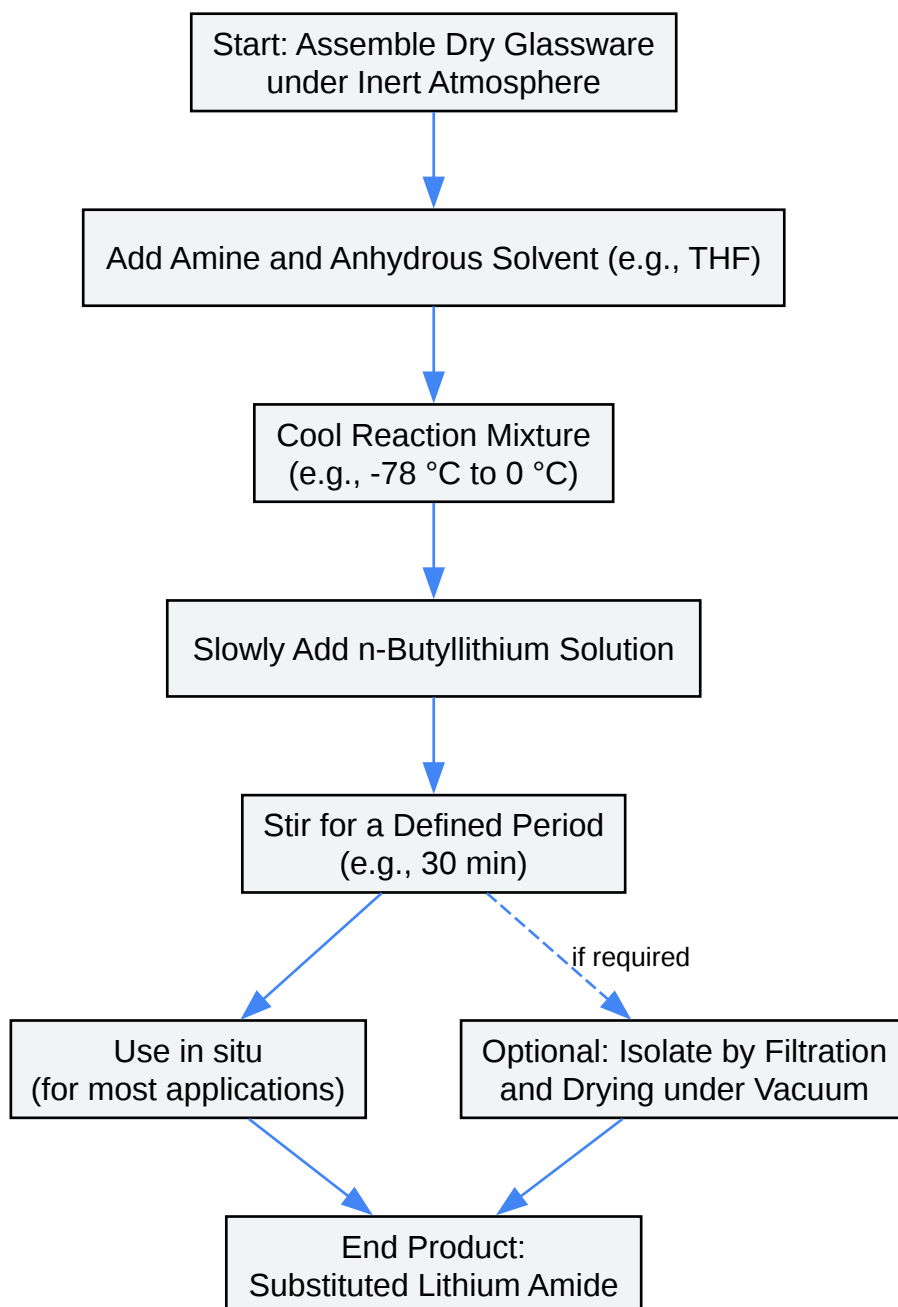 Start: Assemble Dry Glassware
under Inert Atmosphere
Add Amine and Anhydrous Solvent (e.g., THF)
Cool Reaction Mixture
(e.g., -78 °C to 0 °C)
Slowly Add n-Butyllithium Solution
Stir for a Defined Period
(e.g., 30 min)
if required
Use in situ
(for most applications)
Optional: Isolate by Filtration
and Drying under Vacuum
End Product:
Substituted Lithium Amide